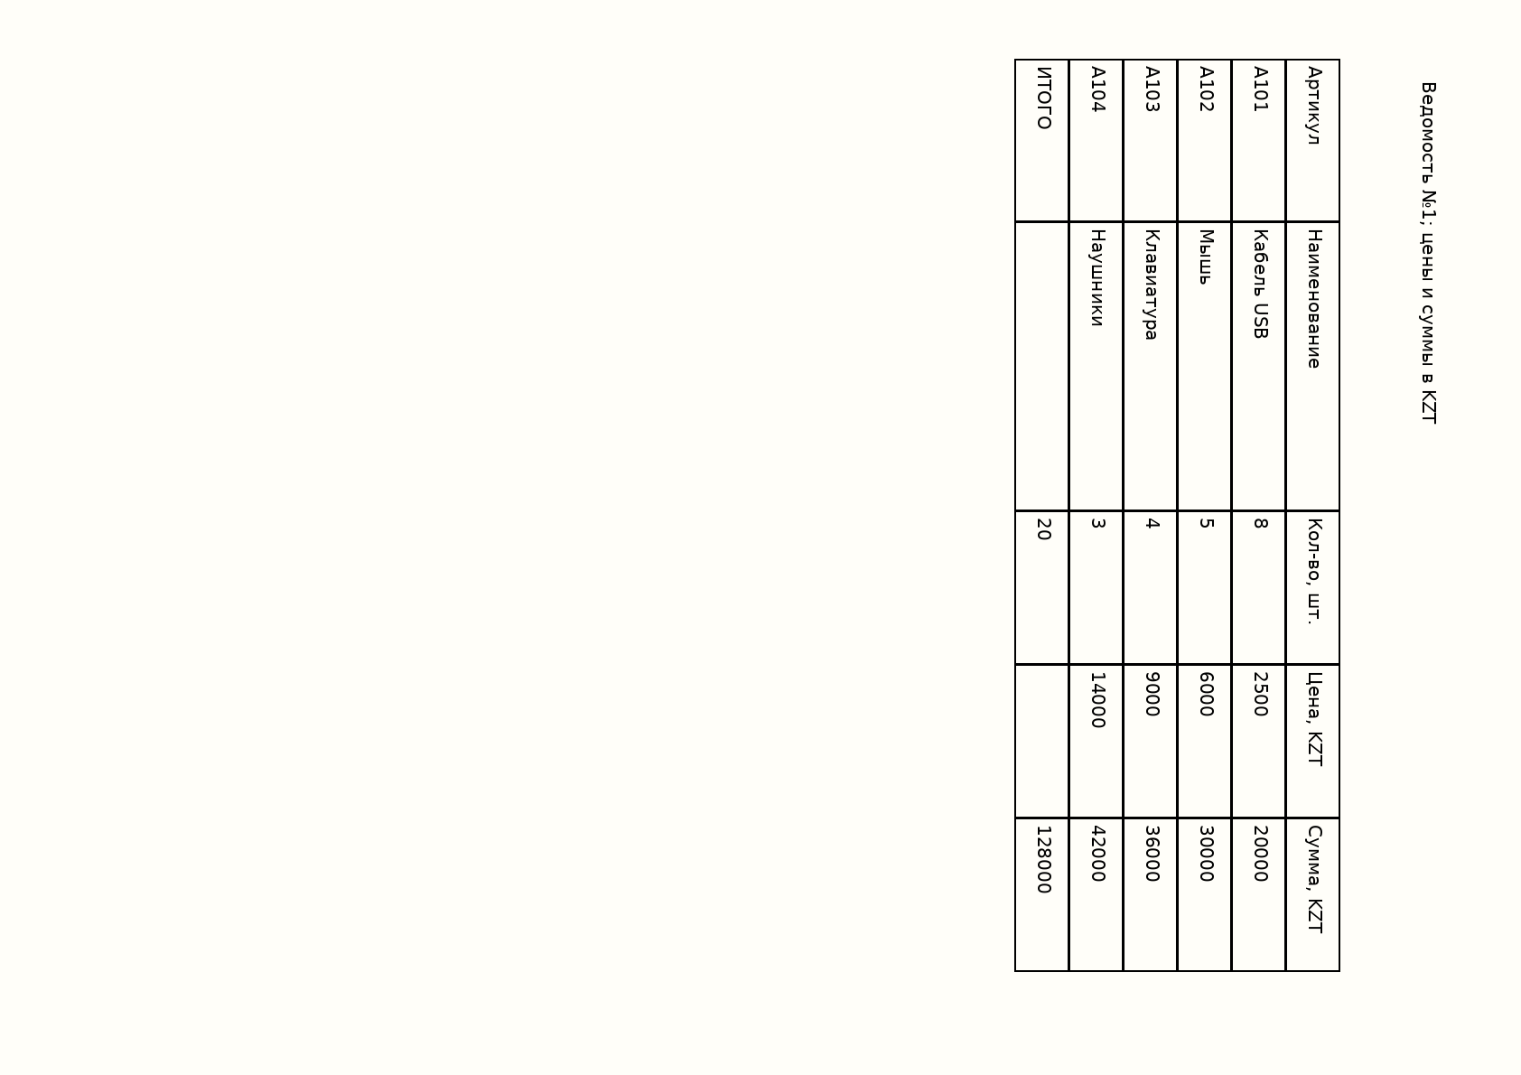 Ведомость №1; цены и суммы в KZT
Артикул Наименование Кол-во, шт. Цена, KZT Сумма, KZT
A101 Кабель USB 8 2500 20000
A102 Мышь 5 6000 30000
A103 Клавиатура 4 9000 36000
A104 Наушники 3 14000 42000
ИТОГО 20 128000